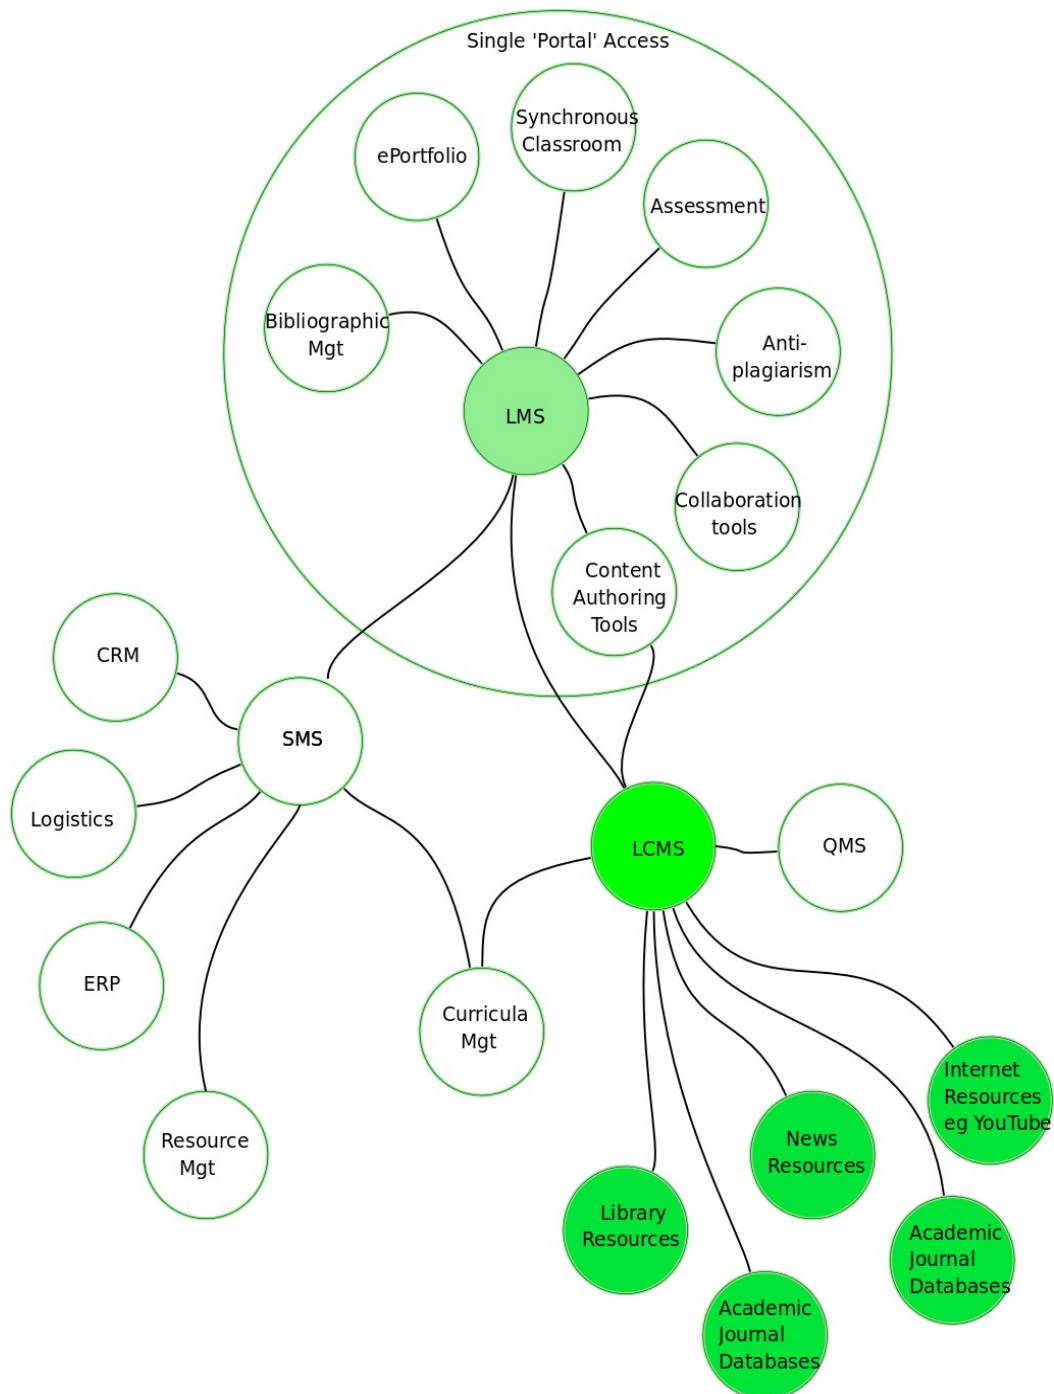 Single 'Portal' Access
Synchronous
Classroom
ePortfolio
Assessment
Bibliographic
Mgt
Anti-
plagiarism
LMS
Collaboration
tools
Content
Authoring
Tools
CRM
SMS
Logistics
LCMS
QMS
ERP
Curricula
Mgt
Internet
Resources
eg YouTube
Resource
Mgt
News
Resources
Library
Resources
Academic
Journal
Databases
Academic
Journal
Databases